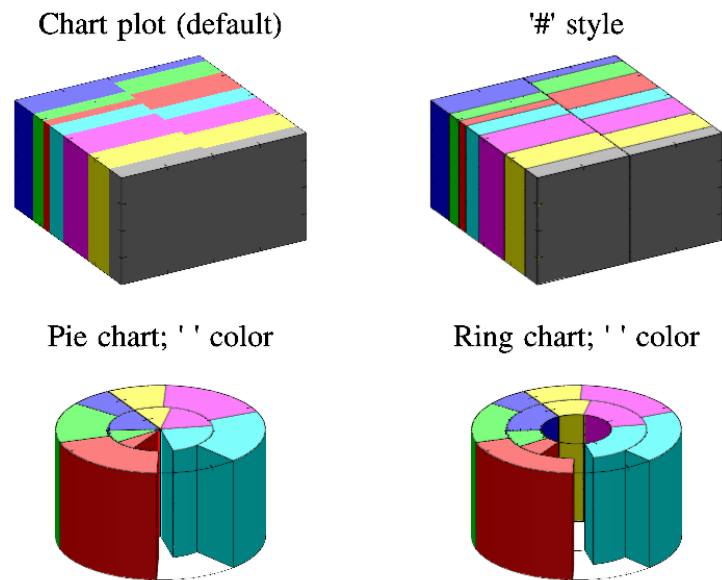 Chart plot (default)
'#' style
Pie chart; ' ' color
Ring chart; ' ' color